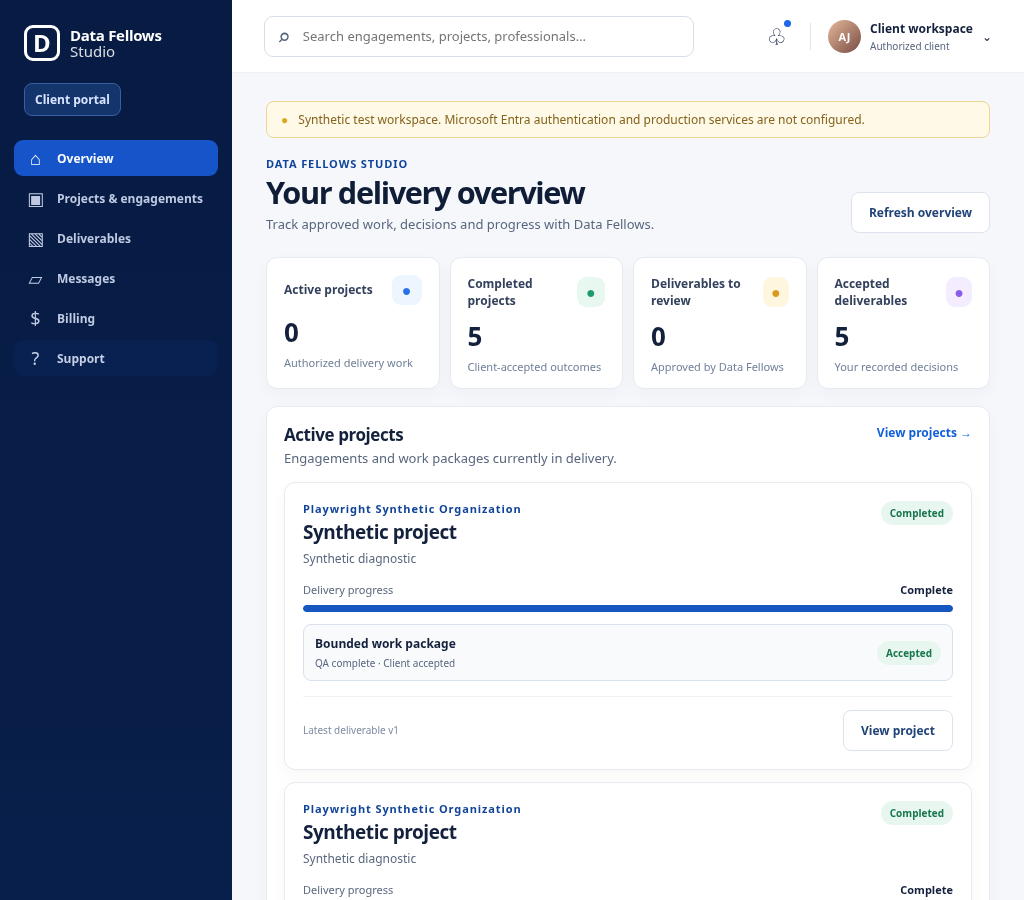 D
Data Fellows
Studio
Client portal
Overview
Projects & engagements
Deliverables
Messages
$ Billing
? Support
Search engagements, projects, professionals...
AJ
Client workspace
Authorized client
Synthetic test workspace. Microsoft Entra authentication and production services are not configured.
DATA FELLOWS STUDIO
Your delivery overview
Track approved work, decisions and progress with Data Fellows.
Refresh overview
Active projects
0
Authorized delivery work
Completed
projects
5
Client-accepted outcomes
Deliverables to
review
0
Approved by Data Fellows
Accepted
deliverables
5
Your recorded decisions
Active projects
View projects →
Engagements and work packages currently in delivery.
Playwright Synthetic Organization
Completed
Synthetic project
Synthetic diagnostic
Delivery progress
Complete
Bounded work package
QA complete · Client accepted
Accepted
Latest deliverable v1
View project
Playwright Synthetic Organization
Completed
Synthetic project
Synthetic diagnostic
Delivery progress
Complete